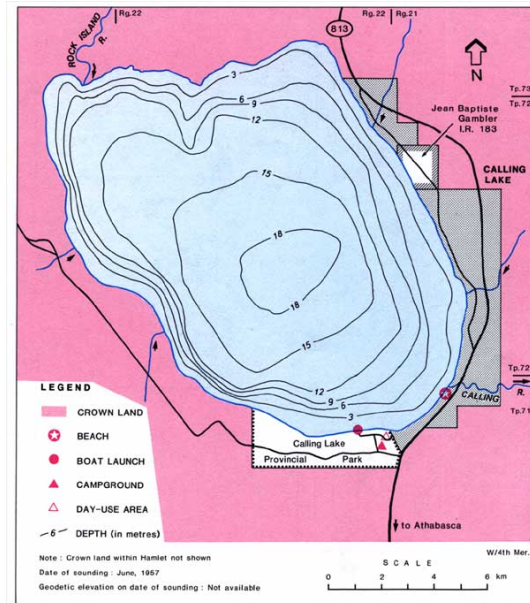 Rg.22
Rg.22 Rg.21
ROCK ISLAND R.
813
N
Tp.73
Tp.72
Jean Baptiste
Gambler
I.R. 183
CALLING
LAKE
3
6
9
12
15
18
18
15
12
9
6
3
Tp.72
Tp.71
CALLING R.
Calling Lake
Provincial Park
to Athabasca
LEGEND
CROWN LAND
BEACH
BOAT LAUNCH
CAMPGROUND
DAY-USE AREA
6 DEPTH (in metres)
Note : Crown land within Hamlet not shown
Date of sounding : June, 1957
Geodetic elevation on date of sounding : Not available
W/4th Mer.
SCALE
0 2 4 6 km